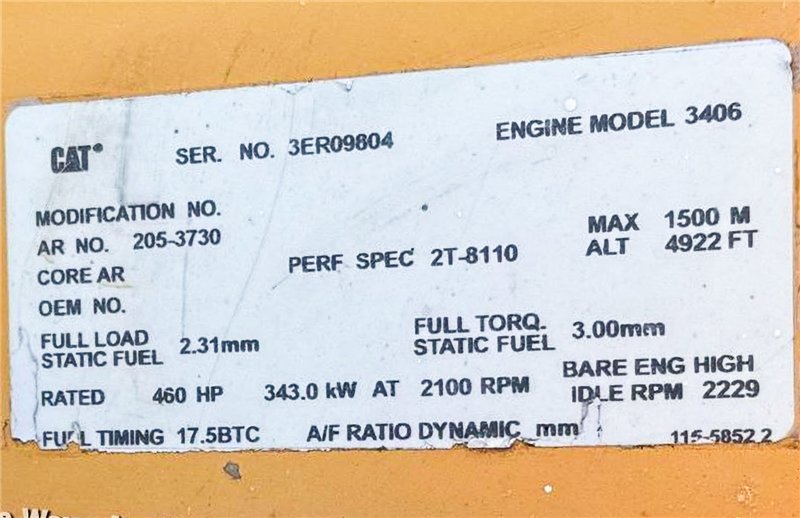 CAT SER. NO. 3ER09804 ENGINE MODEL 3406
MODIFICATION NO.
AR NO. 205-3730 PERF SPEC 2T-8110 MAX ALT 1500 M 4922 FT
CORE AR
OEM NO.
FULL LOAD STATIC FUEL 2.31mm FULL TORQ. STATIC FUEL 3.00mm
RATED 460 HP 343.0 kW AT 2100 RPM BARE ENG HIGH IDLE RPM 2229
FUEL TIMING 17.5BTC A/F RATIO DYNAMIC mm 115-5852 2